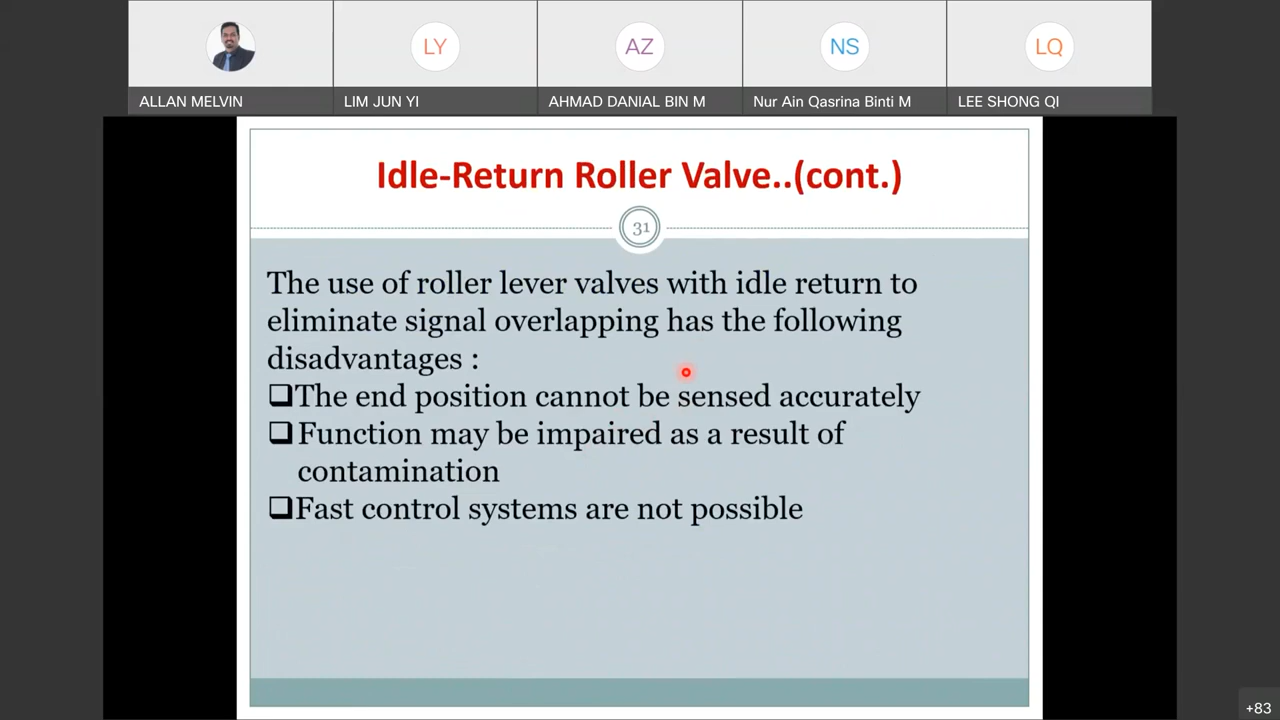 LY
AZ
NS
LQ
ALLAN MELVIN
LIM JUN YI
AHMAD DANIAL BIN M
Nur Ain Qasrina Binti M
LEE SHONG QI
Idle-Return Roller Valve..(cont.)
31
The use of roller lever valves with idle return to
eliminate signal overlapping has the following
disadvantages :
❑The end position cannot be sensed accurately
❑Function may be impaired as a result of
contamination
❑Fast control systems are not possible
+83